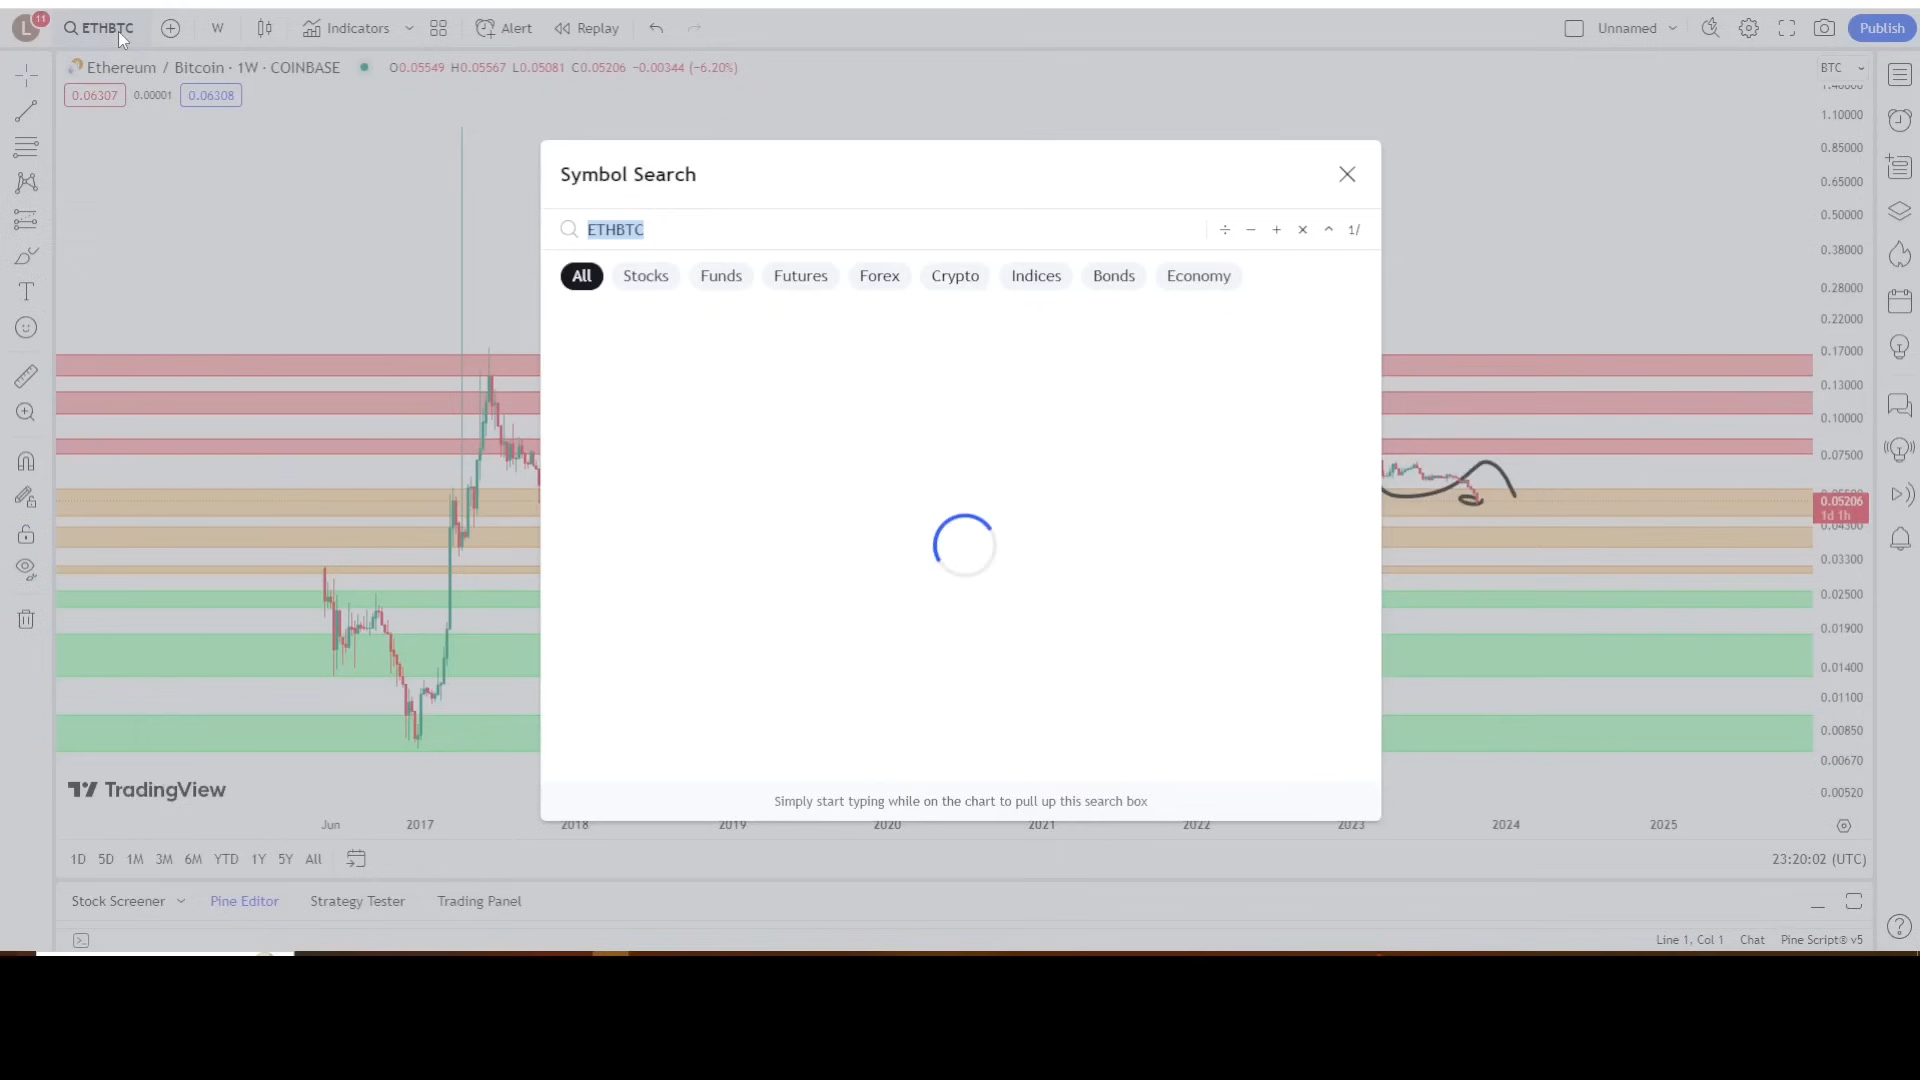 L 11 ETHBTC W Indicators Alert Replay Unnamed Publish
Ethereum / Bitcoin · 1W · COINBASE O0.05549 H0.05567 L0.05081 C0.05206 −0.00344 (−6.20%) BTC
0.06307 0.00001 0.06308
1.10000
0.85000
Symbol Search
0.65000
0.50000
ETHBTC ÷ − + × ^ 1/
0.38000
All Stocks Funds Futures Forex Crypto Indices Bonds Economy
0.28000
0.22000
0.17000
0.13000
0.10000
0.07500
0.05206
1d 1h
0.04300
0.03300
0.02500
0.01900
0.01400
0.01100
0.00850
0.00670
TradingView
0.00520
Simply start typing while on the chart to pull up this search box
Jun 2017 2018 2019 2020 2021 2022 2023 2024 2025
1D 5D 1M 3M 6M YTD 1Y 5Y All 23:20:02 (UTC)
Stock Screener Pine Editor Strategy Tester Trading Panel
Line 1, Col 1 Chat Pine Script® v5